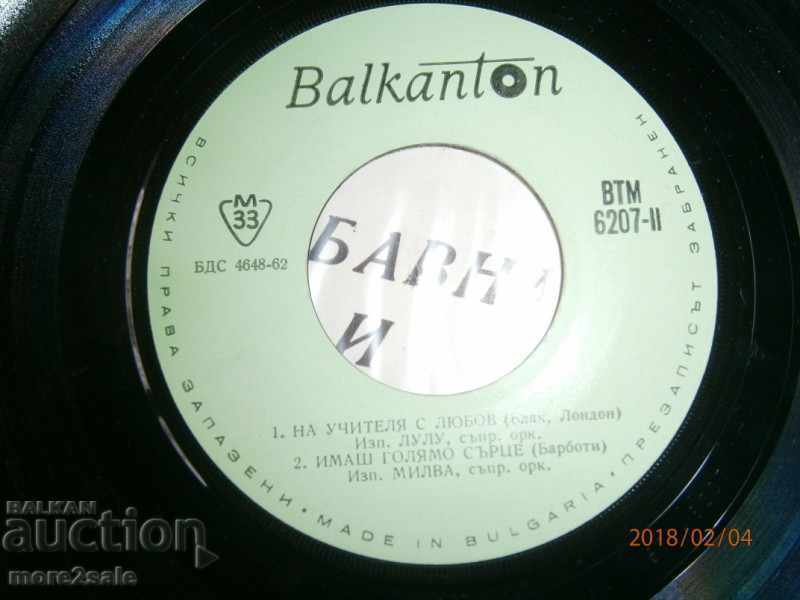 Balkanton
М
33
БДС 4648-62
ВТМ
6207-II
БАВН
И
1. НА УЧИТЕЛЯ С ЛЮБОВ (Блак, Лондон)
Изп. ЛУЛУ, съпр. орк.
2. ИМАШ ГОЛЯМО СЪРЦЕ (Барботи)
Изп. МИЛВА, съпр. орк.
ВСИЧКИ ПРАВА ЗАПАЗЕНИ • MADE IN BULGARIA • ПРЕЗАПИСЪТ ЗАБРАНЕН
2018/02/04
BALKAN
auction
more2sale